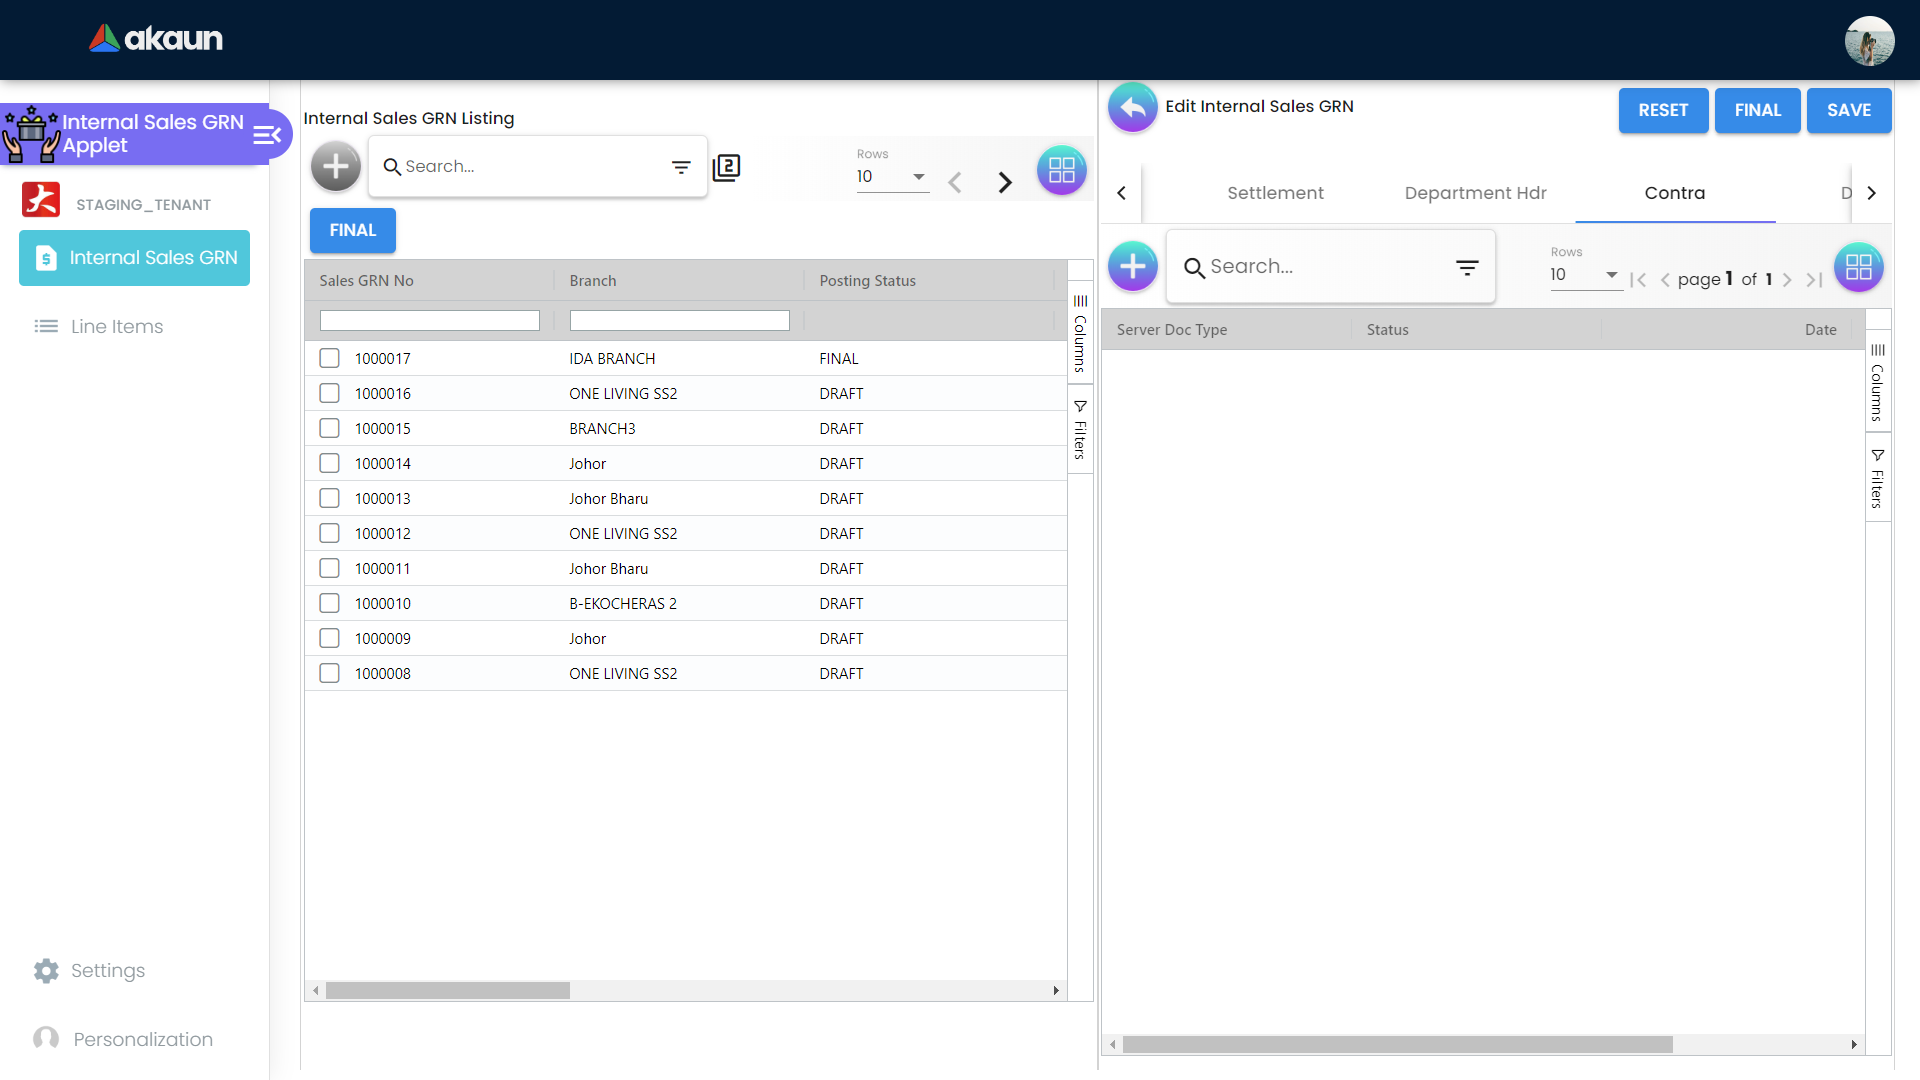 akaun
Internal Sales GRN
Applet
STAGING_TENANT
Internal Sales GRN
Line Items
Settings
Personalization
Internal Sales GRN Listing
Search...
2
Rows
10
FINAL
Sales GRN No Branch Posting Status
1000017 IDA BRANCH FINAL
1000016 ONE LIVING SS2 DRAFT
1000015 BRANCH3 DRAFT
1000014 Johor DRAFT
1000013 Johor Bharu DRAFT
1000012 ONE LIVING SS2 DRAFT
1000011 Johor Bharu DRAFT
1000010 B-EKOCHERAS 2 DRAFT
1000009 Johor DRAFT
1000008 ONE LIVING SS2 DRAFT
Columns
Filters
Edit Internal Sales GRN
RESET FINAL SAVE
Settlement Department Hdr Contra D
Search...
Rows
10
page 1 of 1
Server Doc Type Status Date
Columns
Filters